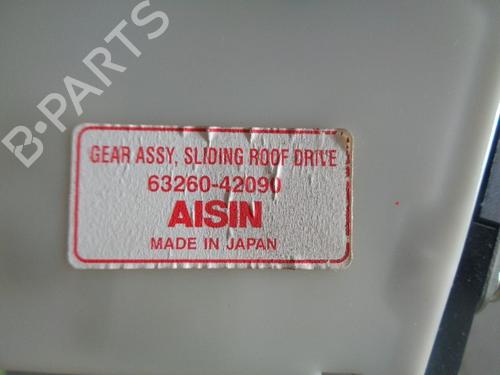 B-PARTS
GEAR ASSY, SLIDING ROOF DRIVE
63260-42090
AISIN
MADE IN JAPAN